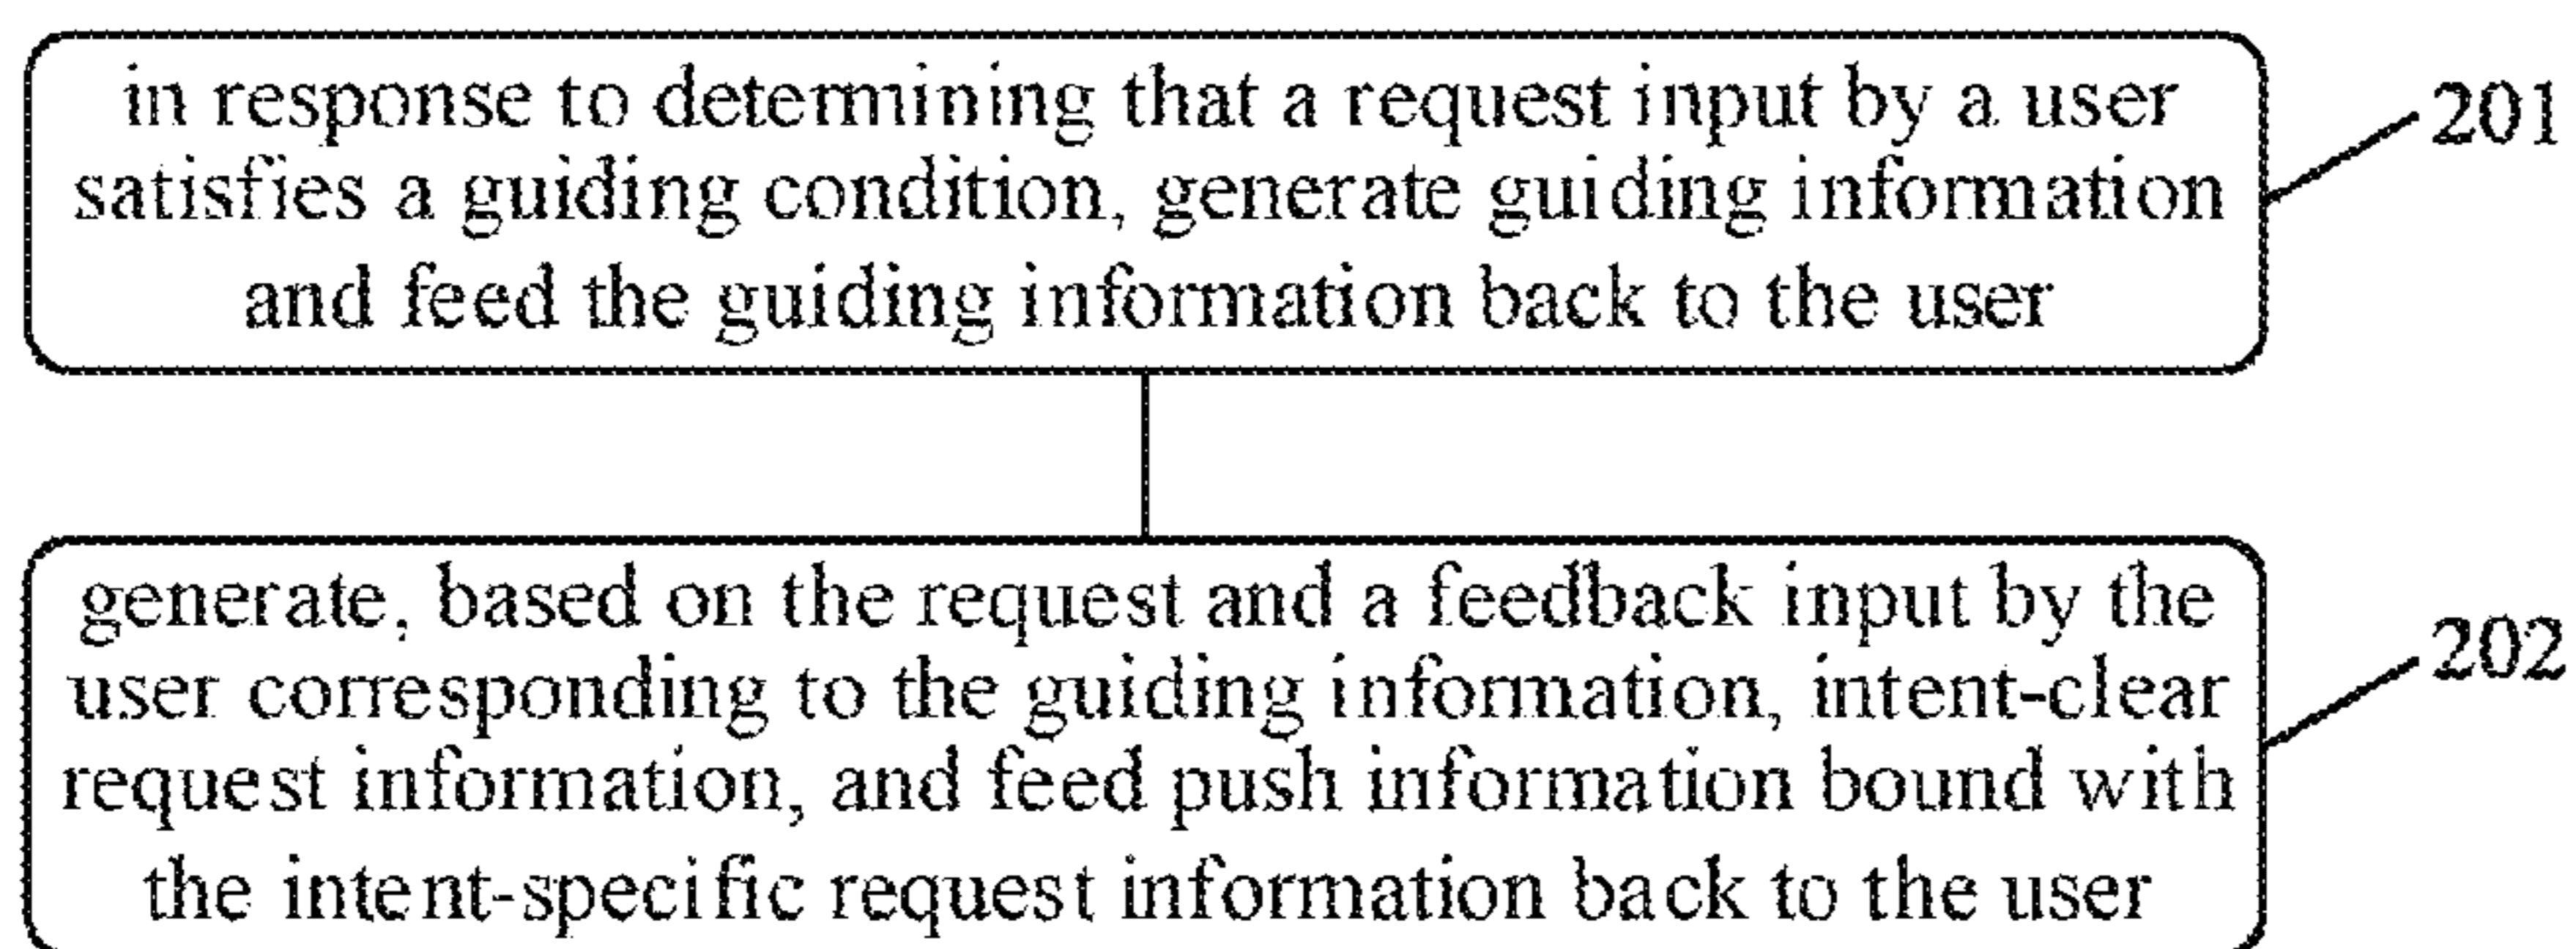 in response to determining that a request input by a user
satisfies a guiding condition, generate guiding information
and feed the guiding information back to the user
201
generate, based on the request and a feedback input by the
user corresponding to the guiding information, intent-clear
request information, and feed push information bound with
the intent-specific request information back to the user
202